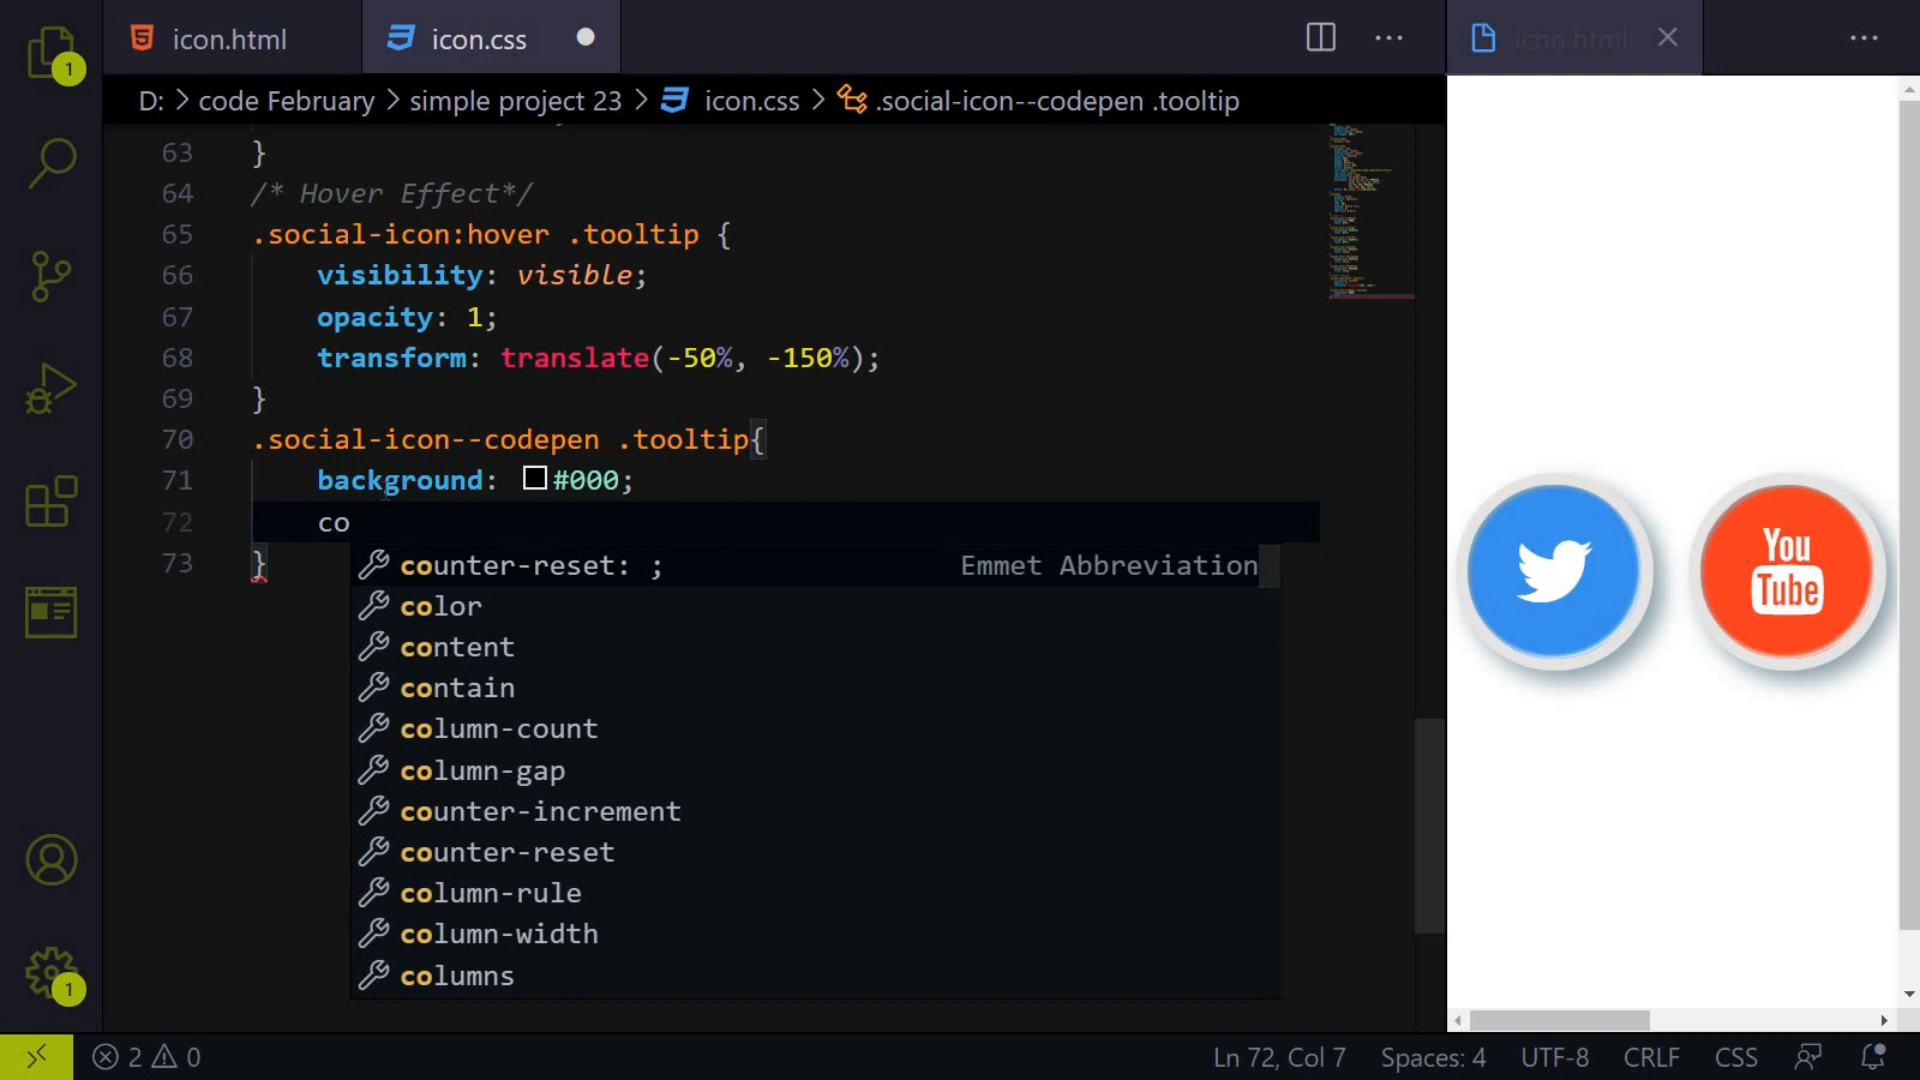 1
icon.html
icon.css
icon.html
D: > code February > simple project 23 > icon.css > .social-icon--codepen .tooltip
63 }
64 /* Hover Effect*/
65 .social-icon:hover .tooltip {
66 visibility: visible;
67 opacity: 1;
68 transform: translate(-50%, -150%);
69 }
70 .social-icon--codepen .tooltip{
71 background: #000;
72 co
73 }
counter-reset: ; Emmet Abbreviation
color
content
contain
column-count
column-gap
counter-increment
counter-reset
column-rule
column-width
columns
You
Tube
1
2 0
Ln 72, Col 7
Spaces: 4
UTF-8
CRLF
CSS